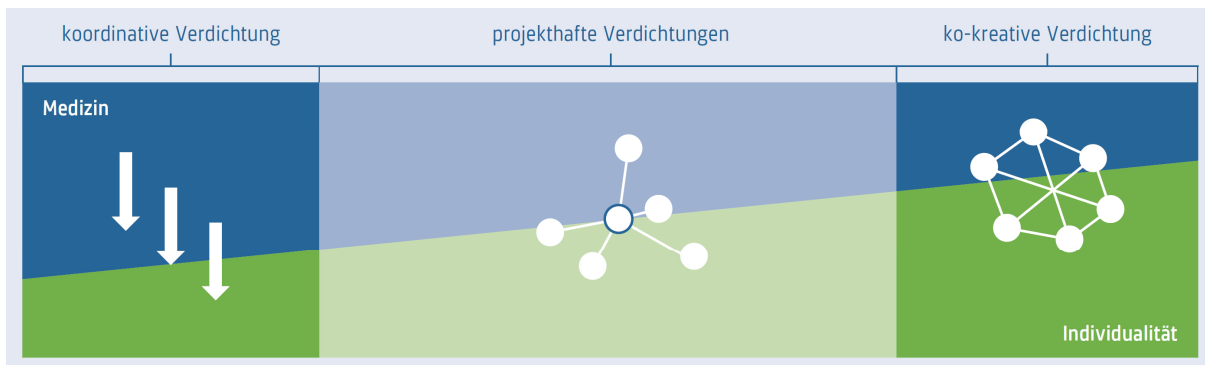 koordinative Verdichtung
projekthafte Verdichtungen
ko-kreative Verdichtung
Medizin
Individualität